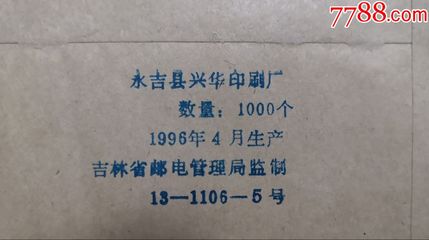 7788.com
永吉县兴华印刷厂
数量：1000个
1996年4月生产
吉林省邮电管理局监制
13—1106—5号